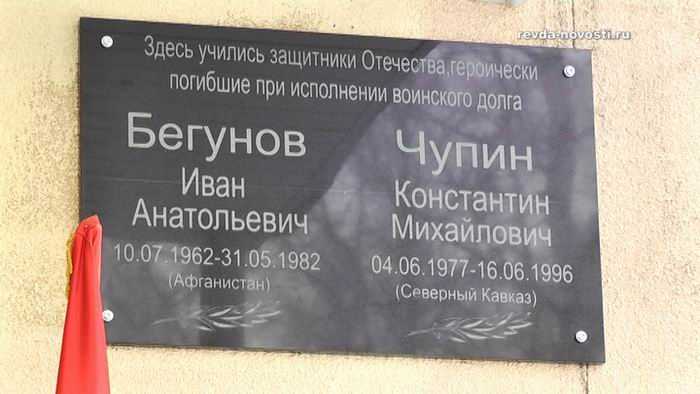 revda-novosti.ru
Здесь учились защитники Отечества,героически
погибшие при исполнении воинского долга
Бегунов
Иван
Анатольевич
10.07.1962-31.05.1982
(Афганистан)
Чупин
Константин
Михайлович
04.06.1977-16.06.1996
(Северный Кавказ)